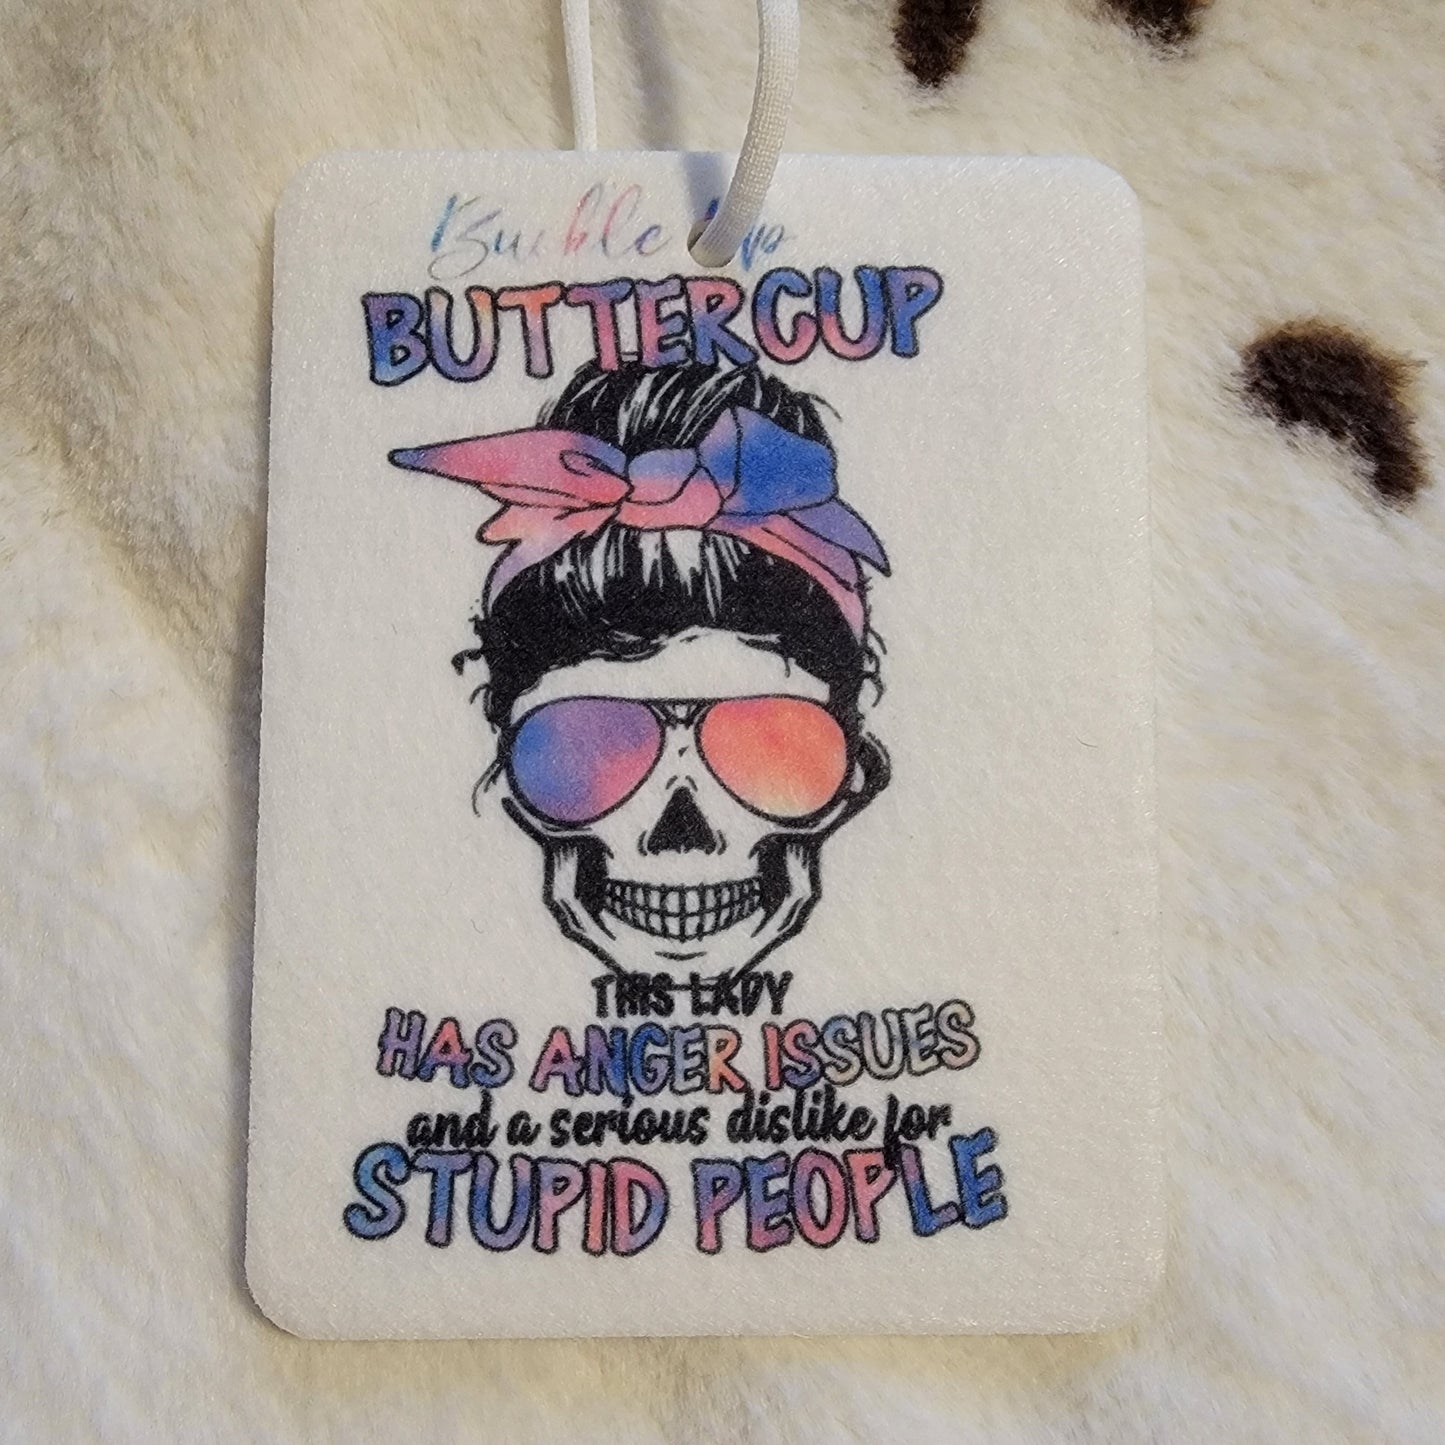 Buckle Up
BUTTERCUP
THIS LADY
HAS ANGER ISSUES
and a serious dislike for
STUPID PEOPLE